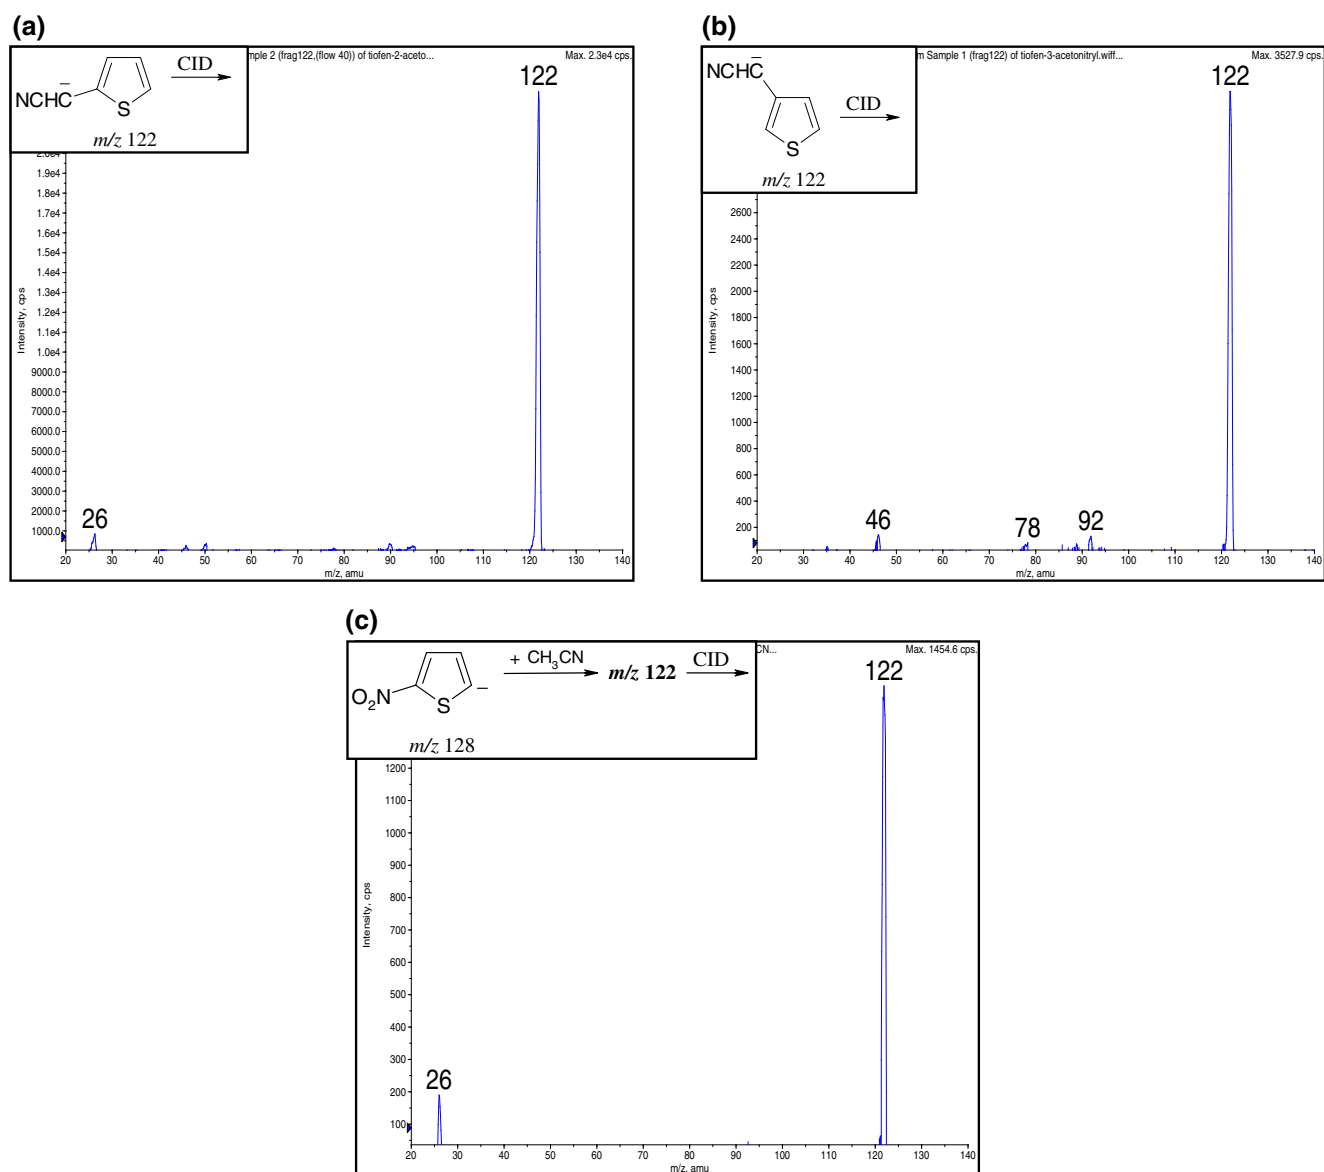 (a)
mple 2 (frag122,(flow 40)) of tiofen-2-aceto...
Max. 2.3e4 cps.
NCHC
−
S
CID
m/z 122
122
26
1.9e4
1.8e4
1.7e4
1.6e4
1.5e4
1.4e4
1.3e4
1.2e4
1.1e4
1.0e4
9000.0
8000.0
7000.0
6000.0
5000.0
4000.0
3000.0
2000.0
1000.0
Intensity, cps
20 30 40 50 60 70 80 90 100 110 120 130 140
m/z, amu
(b)
m Sample 1 (frag122) of tiofen-3-acetonitryl.wiff...
Max. 3527.9 cps.
NCHC
−
S
CID
m/z 122
122
46
78
92
2600
2400
2200
2000
1800
1600
1400
1200
1000
800
600
400
200
Intensity, cps
20 30 40 50 60 70 80 90 100 110 120 130 140
m/z, amu
(c)
CN...
Max. 1454.6 cps.
O2N
S
−
+ CH3CN
m/z 122
CID
m/z 128
122
26
1200
1100
1000
900
800
700
600
500
400
300
200
100
Intensity, cps
20 30 40 50 60 70 80 90 100 110 120 130 140
m/z, amu